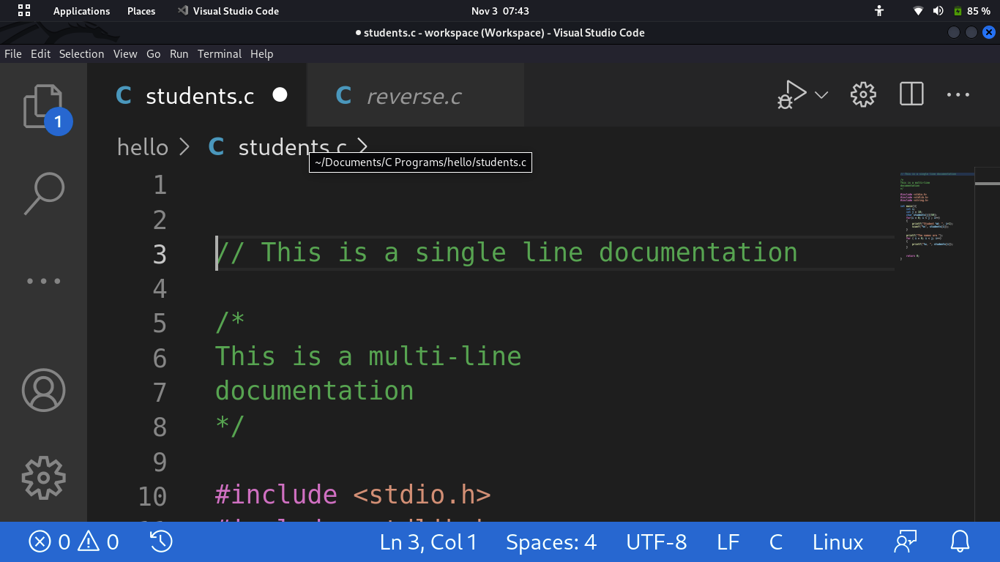 Applications Places Visual Studio Code Nov 3 07:43 85 %
● students.c - workspace (Workspace) - Visual Studio Code
File Edit Selection View Go Run Terminal Help
C students.c ● C reverse.c
1
hello > C students.c >
~/Documents/C Programs/hello/students.c
1
2
3 // This is a single line documentation
4
5 /*
6 This is a multi-line
7 documentation
8 */
9
10 #include <stdio.h>
0 0 Ln 3, Col 1 Spaces: 4 UTF-8 LF C Linux